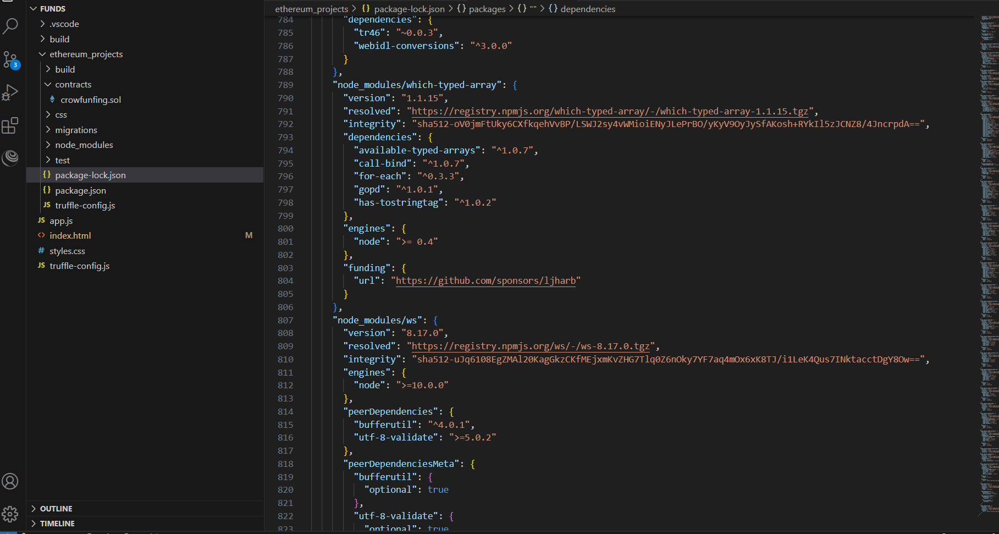 FUNDS
.vscode
build
ethereum_projects
build
contracts
crowfunfing.sol
css
migrations
node_modules
test
{} package-lock.json
{} package.json
JS truffle-config.js
JS app.js
<> index.html M
# styles.css
JS truffle-config.js
OUTLINE
TIMELINE
3
ethereum_projects > {} package-lock.json > {} packages > {} "" > {} dependencies
784 "dependencies": {
785 "tr46": "~0.0.3",
786 "webidl-conversions": "^3.0.0"
787 }
788 },
789 "node_modules/which-typed-array": {
790 "version": "1.1.15",
791 "resolved": "https://registry.npmjs.org/which-typed-array/-/which-typed-array-1.1.15.tgz",
792 "integrity": "sha512-oV0jmFtUky6CXfkqehVvBP/LSWJ2sy4vWMioiENyJLePrBO/yKyV9OyJySfAKosh+RYkIl5zJCNZ8/4JncrpdA==",
793 "dependencies": {
794 "available-typed-arrays": "^1.0.7",
795 "call-bind": "^1.0.7",
796 "for-each": "^0.3.3",
797 "gopd": "^1.0.1",
798 "has-tostringtag": "^1.0.2"
799 },
800 "engines": {
801 "node": ">= 0.4"
802 },
803 "funding": {
804 "url": "https://github.com/sponsors/ljharb"
805 }
806 },
807 "node_modules/ws": {
808 "version": "8.17.0",
809 "resolved": "https://registry.npmjs.org/ws/-/ws-8.17.0.tgz",
810 "integrity": "sha512-uJq6108EgZMAl20KagGkzCKfMEjxmKvZHG7Tlq0Z6nOky7YF7aq4mOx6xK8TJ/i1LeK4Qus7INktacctDgY8Ow==",
811 "engines": {
812 "node": ">=10.0.0"
813 },
814 "peerDependencies": {
815 "bufferutil": "^4.0.1",
816 "utf-8-validate": ">=5.0.2"
817 },
818 "peerDependenciesMeta": {
819 "bufferutil": {
820 "optional": true
821 },
822 "utf-8-validate": {
823 "optional": true